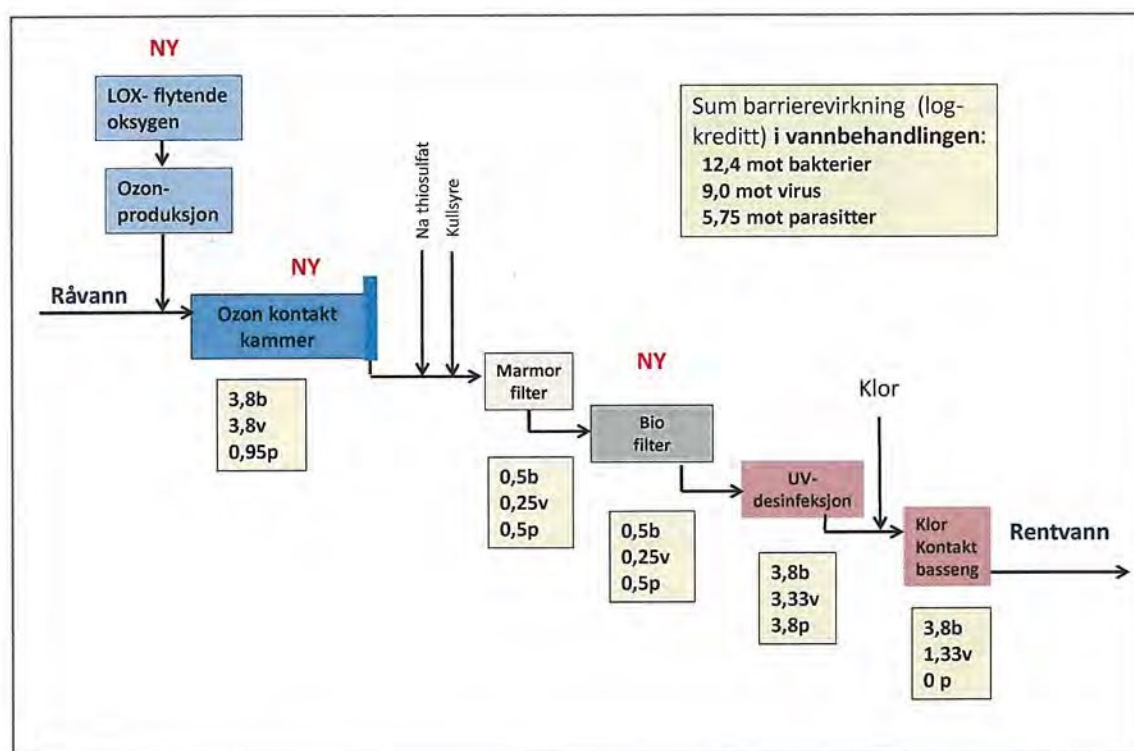 NY
LOX- flytende
oksygen
Ozon-
produksjon
Råvann
NY
Ozon kontakt
kammer
3,8b
3,8v
0,95p
Na thiosulfat
Kullsyre
Sum barrierevirkning (log-
kreditt) i vannbehandlingen:
12,4 mot bakterier
9,0 mot virus
5,75 mot parasitter
Marmor
filter
0,5b
0,25v
0,5p
NY
Bio
filter
0,5b
0,25v
0,5p
UV-
desinfeksjon
3,8b
3,33v
3,8p
Klor
Klor
Kontakt
basseng
3,8b
1,33v
0 p
Rentvann